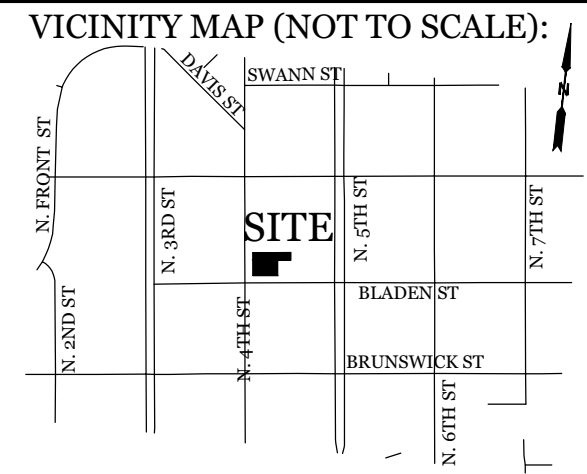 VICINITY MAP (NOT TO SCALE):
DAVIS ST
SWANN ST
N
N. FRONT ST
N. 3RD ST
SITE
N. 5TH ST
N. 7TH ST
BLADEN ST
N. 2ND ST
N. 4TH ST
BRUNSWICK ST
N. 6TH ST